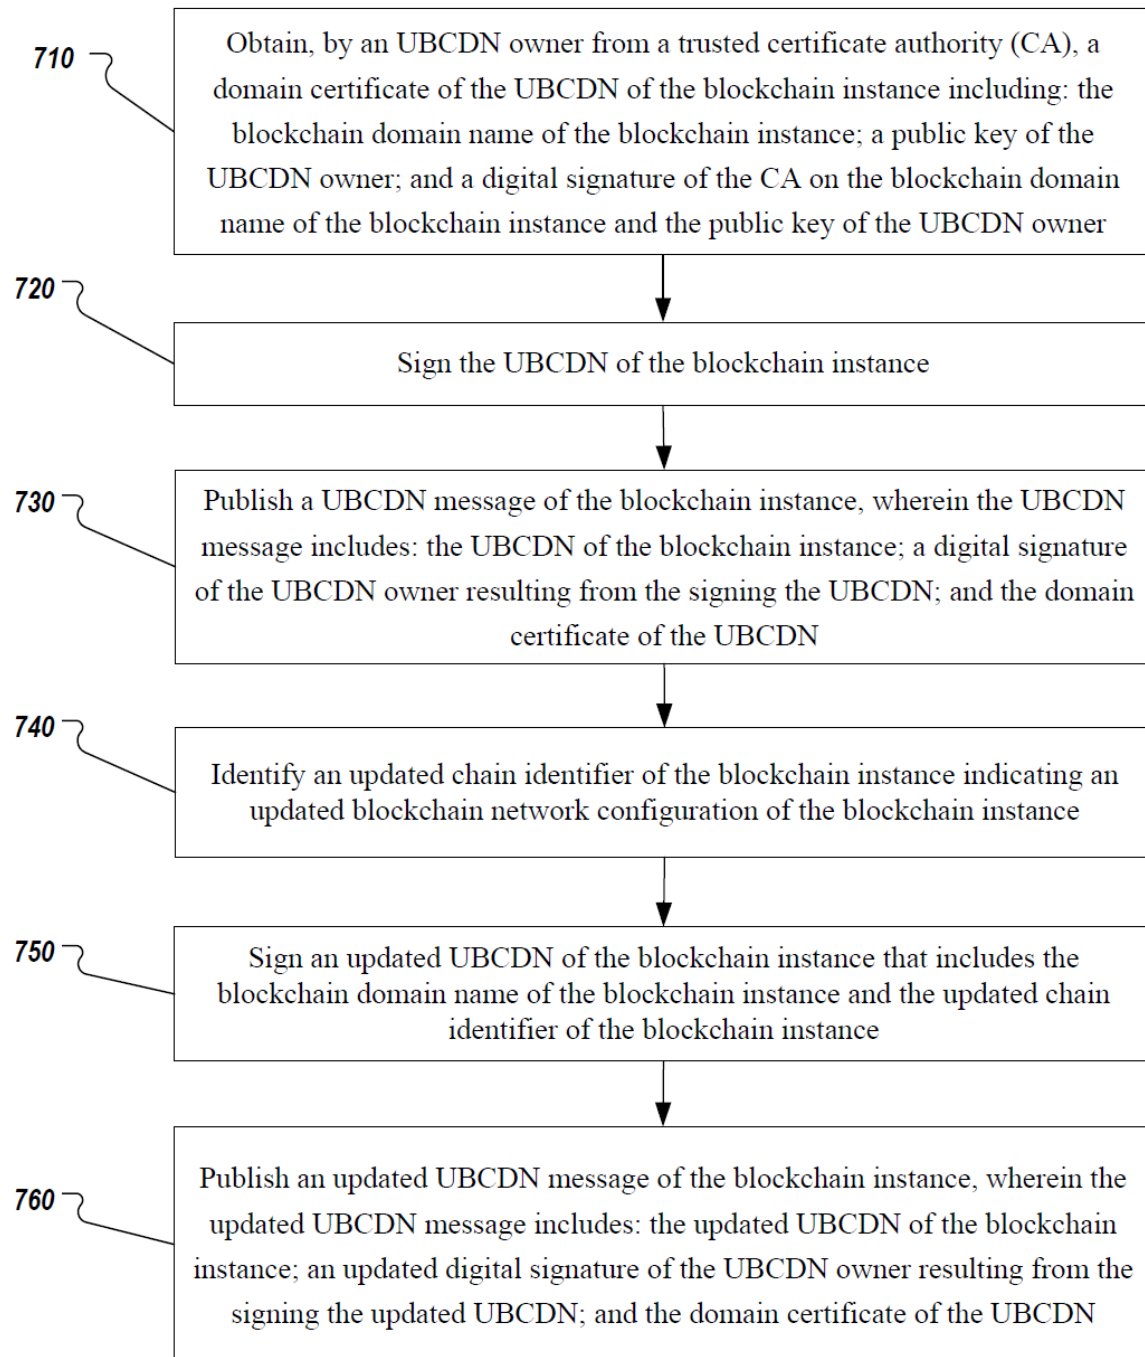 710
Obtain, by an UBCDN owner from a trusted certificate authority (CA), a
domain certificate of the UBCDN of the blockchain instance including: the
blockchain domain name of the blockchain instance; a public key of the
UBCDN owner; and a digital signature of the CA on the blockchain domain
name of the blockchain instance and the public key of the UBCDN owner
720
Sign the UBCDN of the blockchain instance
730
Publish a UBCDN message of the blockchain instance, wherein the UBCDN
message includes: the UBCDN of the blockchain instance; a digital signature
of the UBCDN owner resulting from the signing the UBCDN; and the domain
certificate of the UBCDN
740
Identify an updated chain identifier of the blockchain instance indicating an
updated blockchain network configuration of the blockchain instance
750
Sign an updated UBCDN of the blockchain instance that includes the
blockchain domain name of the blockchain instance and the updated chain
identifier of the blockchain instance
760
Publish an updated UBCDN message of the blockchain instance, wherein the
updated UBCDN message includes: the updated UBCDN of the blockchain
instance; an updated digital signature of the UBCDN owner resulting from the
signing the updated UBCDN; and the domain certificate of the UBCDN